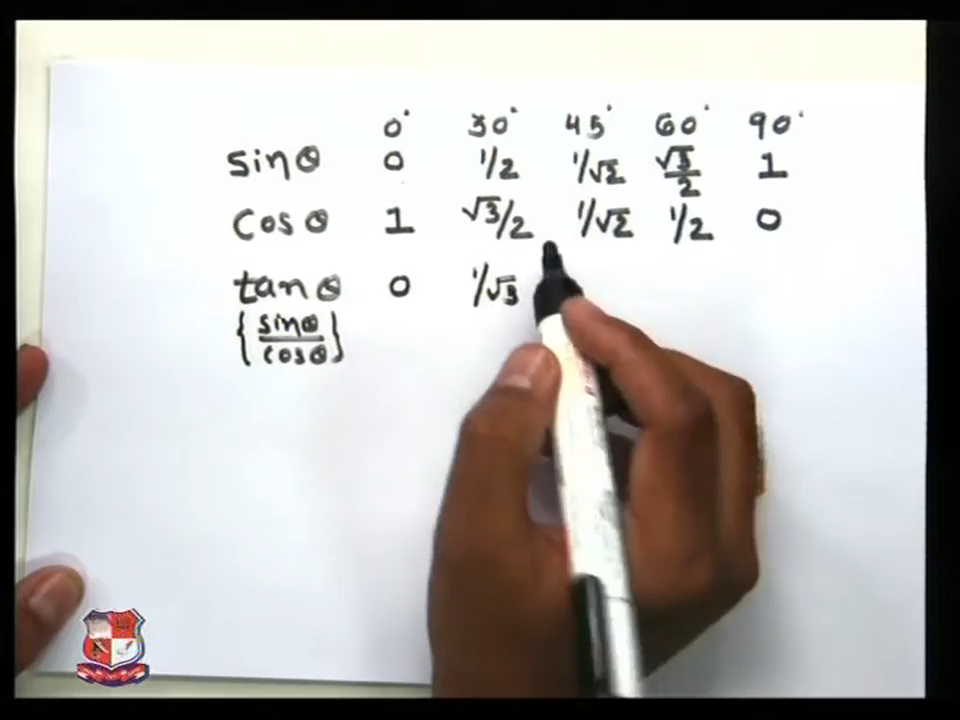 0° 30° 45° 60° 90°
sinθ 0 1/2 1/√2 √3/2 1
cosθ 1 √3/2 1/√2 1/2 0
tanθ 0 1/√3
{sinθ/cosθ}